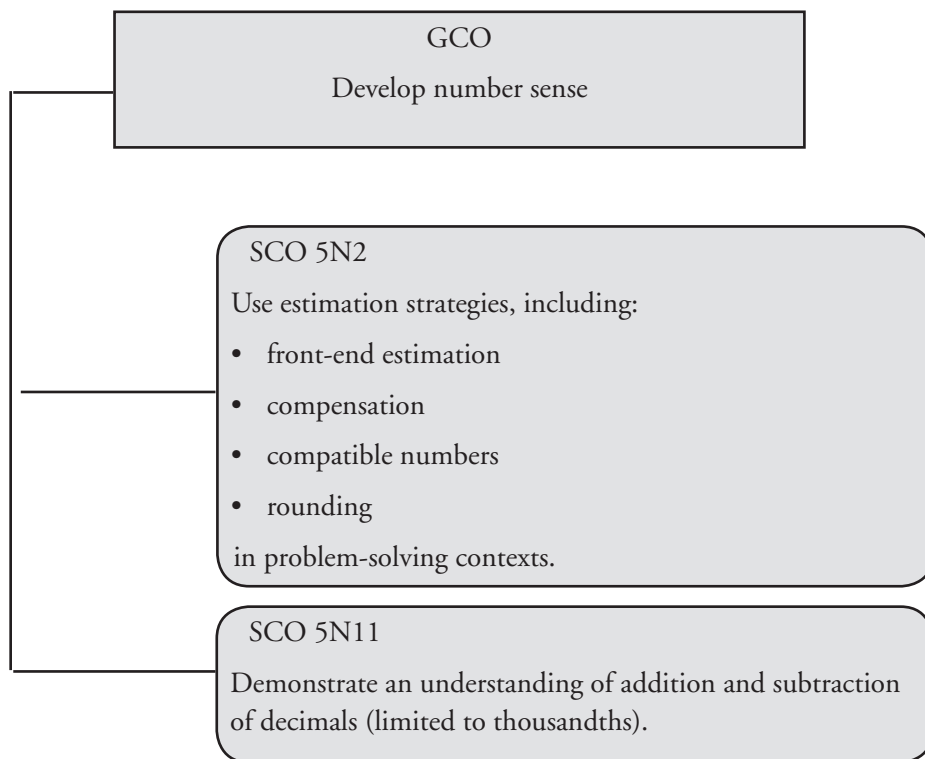 GCO
Develop number sense
SCO 5N2
Use estimation strategies, including:
• front-end estimation
• compensation
• compatible numbers
• rounding
in problem-solving contexts.
SCO 5N11
Demonstrate an understanding of addition and subtraction
of decimals (limited to thousandths).